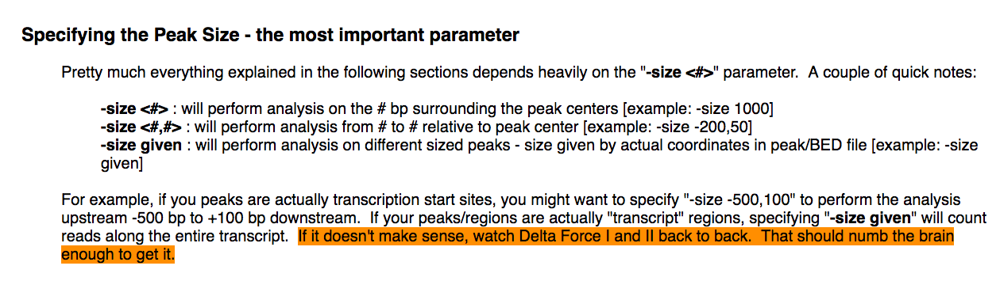 Specifying the Peak Size - the most important parameter
Pretty much everything explained in the following sections depends heavily on the "-size <#>" parameter.  A couple of quick notes:
-size <#> : will perform analysis on the # bp surrounding the peak centers [example: -size 1000]
-size <#,#> : will perform analysis from # to # relative to peak center [example: -size -200,50]
-size given : will perform analysis on different sized peaks - size given by actual coordinates in peak/BED file [example: -size
given]
For example, if you peaks are actually transcription start sites, you might want to specify "-size -500,100" to perform the analysis
upstream -500 bp to +100 bp downstream.  If your peaks/regions are actually "transcript" regions, specifying "-size given" will count
reads along the entire transcript.  If it doesn't make sense, watch Delta Force I and II back to back.  That should numb the brain
enough to get it.